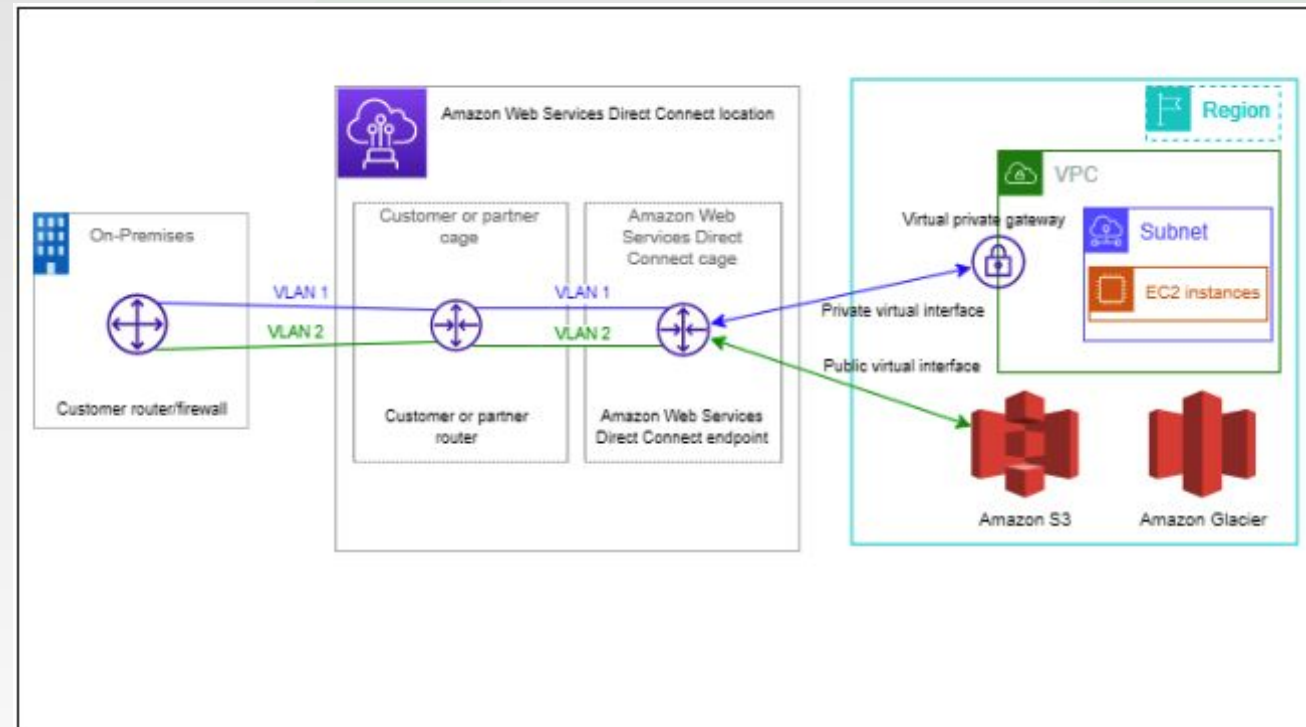 Amazon Web Services Direct Connect location
Region
VPC
Customer or partner
cage
Amazon Web
Services Direct
Connect cage
Virtual private gateway
On-Premises
Subnet
EC2 instances
VLAN 1
VLAN 1
Private virtual interface
VLAN 2
VLAN 2
Public virtual interface
Customer router/firewall
Customer or partner
router
Amazon Web Services
Direct Connect endpoint
Amazon S3
Amazon Glacier